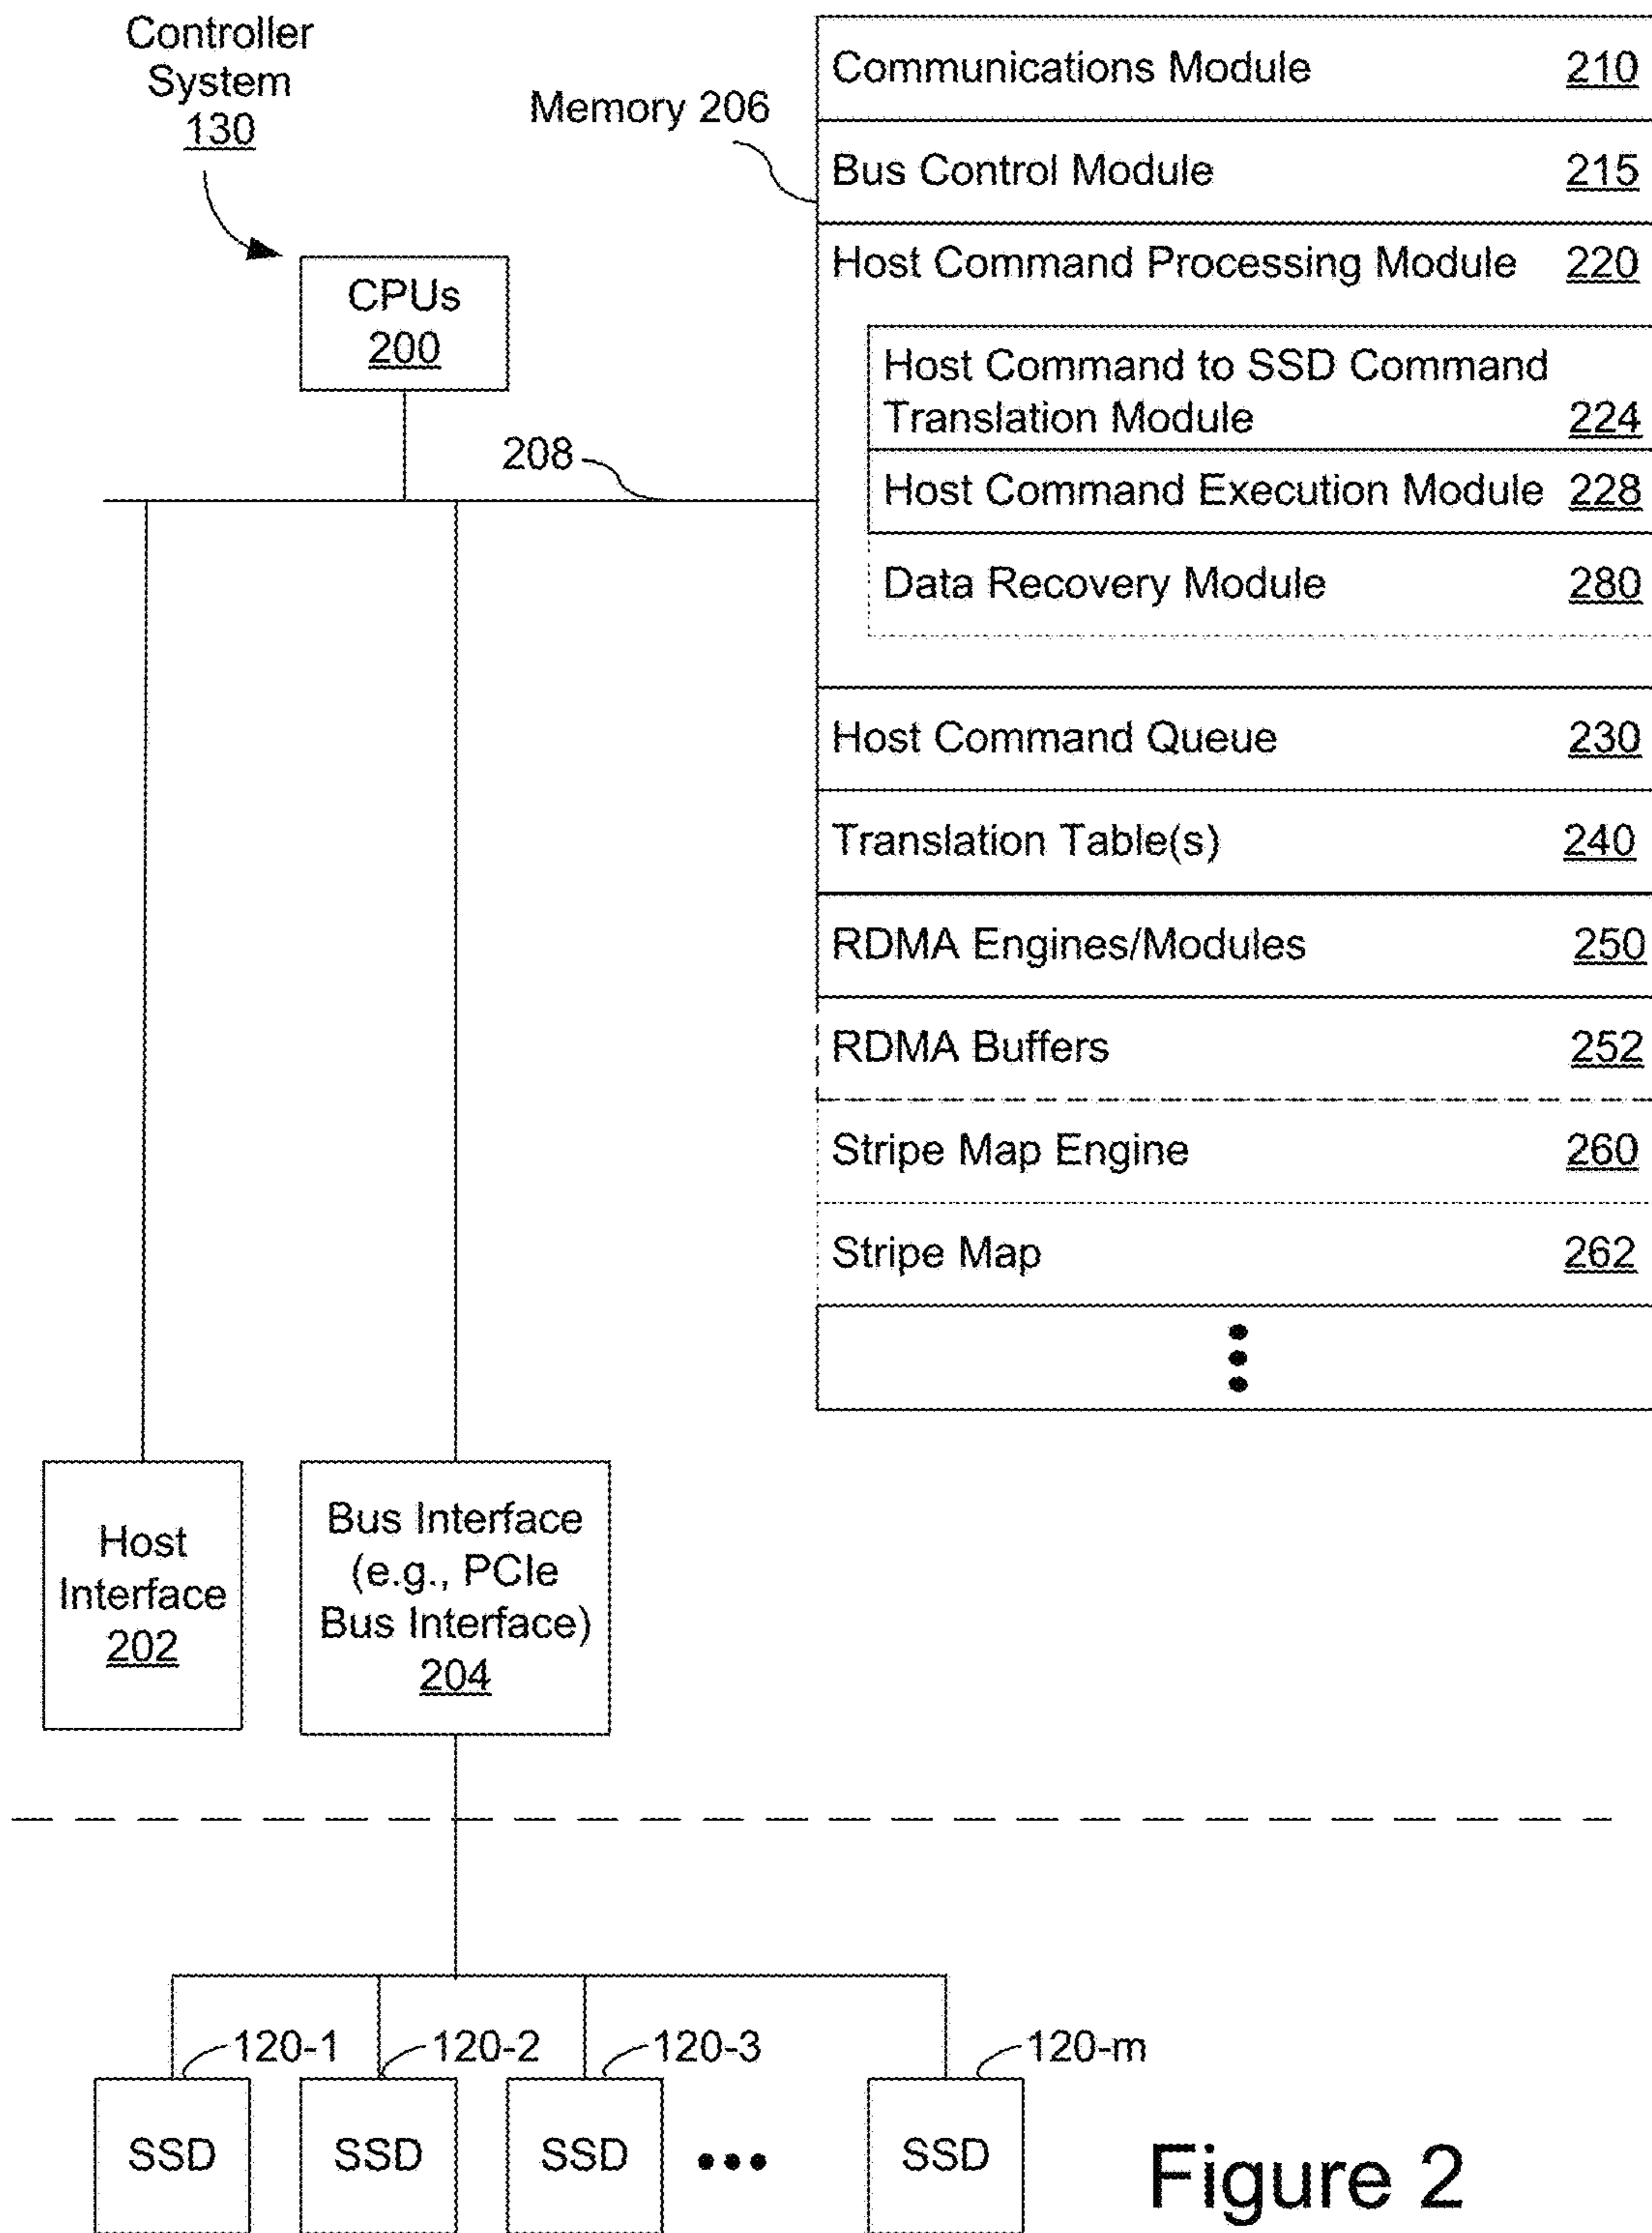 Controller
System
130
Memory 206
Communications Module 210
Bus Control Module 215
Host Command Processing Module 220
Host Command to SSD Command
Translation Module 224
Host Command Execution Module 228
Data Recovery Module 280
Host Command Queue 230
Translation Table(s) 240
RDMA Engines/Modules 250
RDMA Buffers 252
Stripe Map Engine 260
Stripe Map 262
CPUs
200
208
Host
Interface
202
Bus Interface
(e.g., PCIe
Bus Interface)
204
120-1
120-2
120-3
120-m
SSD
SSD
SSD
SSD
Figure 2